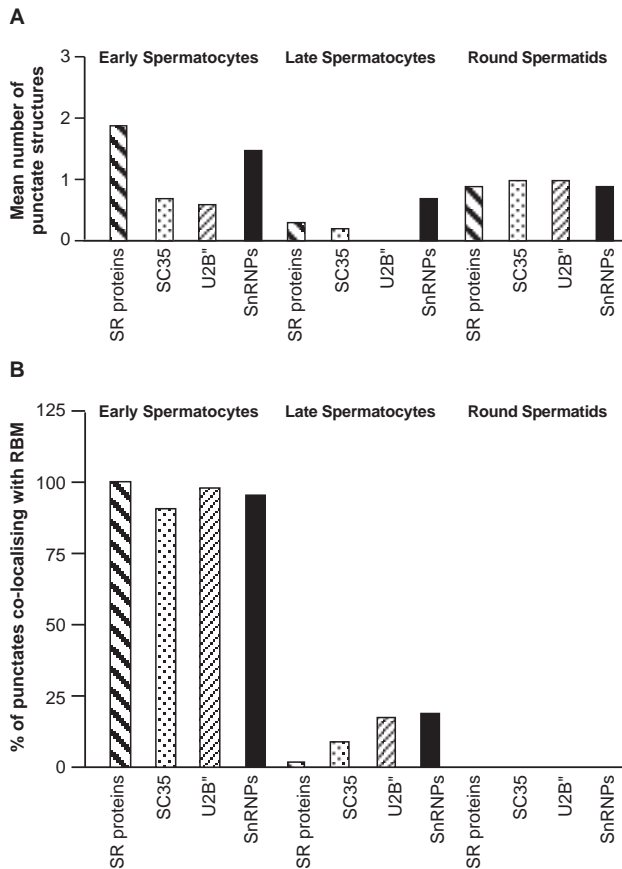 A
Early Spermatocytes Late Spermatocytes Round Spermatids
Mean number of
punctate structures
3
2
1
0
SR proteins
SC35
U2B"
SnRNPs
SR proteins
SC35
U2B"
SnRNPs
SR proteins
SC35
U2B"
SnRNPs
B
Early Spermatocytes Late Spermatocytes Round Spermatids
% of punctates co-localising with RBM
125
100
75
50
25
0
SR proteins
SC35
U2B"
SnRNPs
SR proteins
SC35
U2B"
SnRNPs
SR proteins
SC35
U2B"
SnRNPs